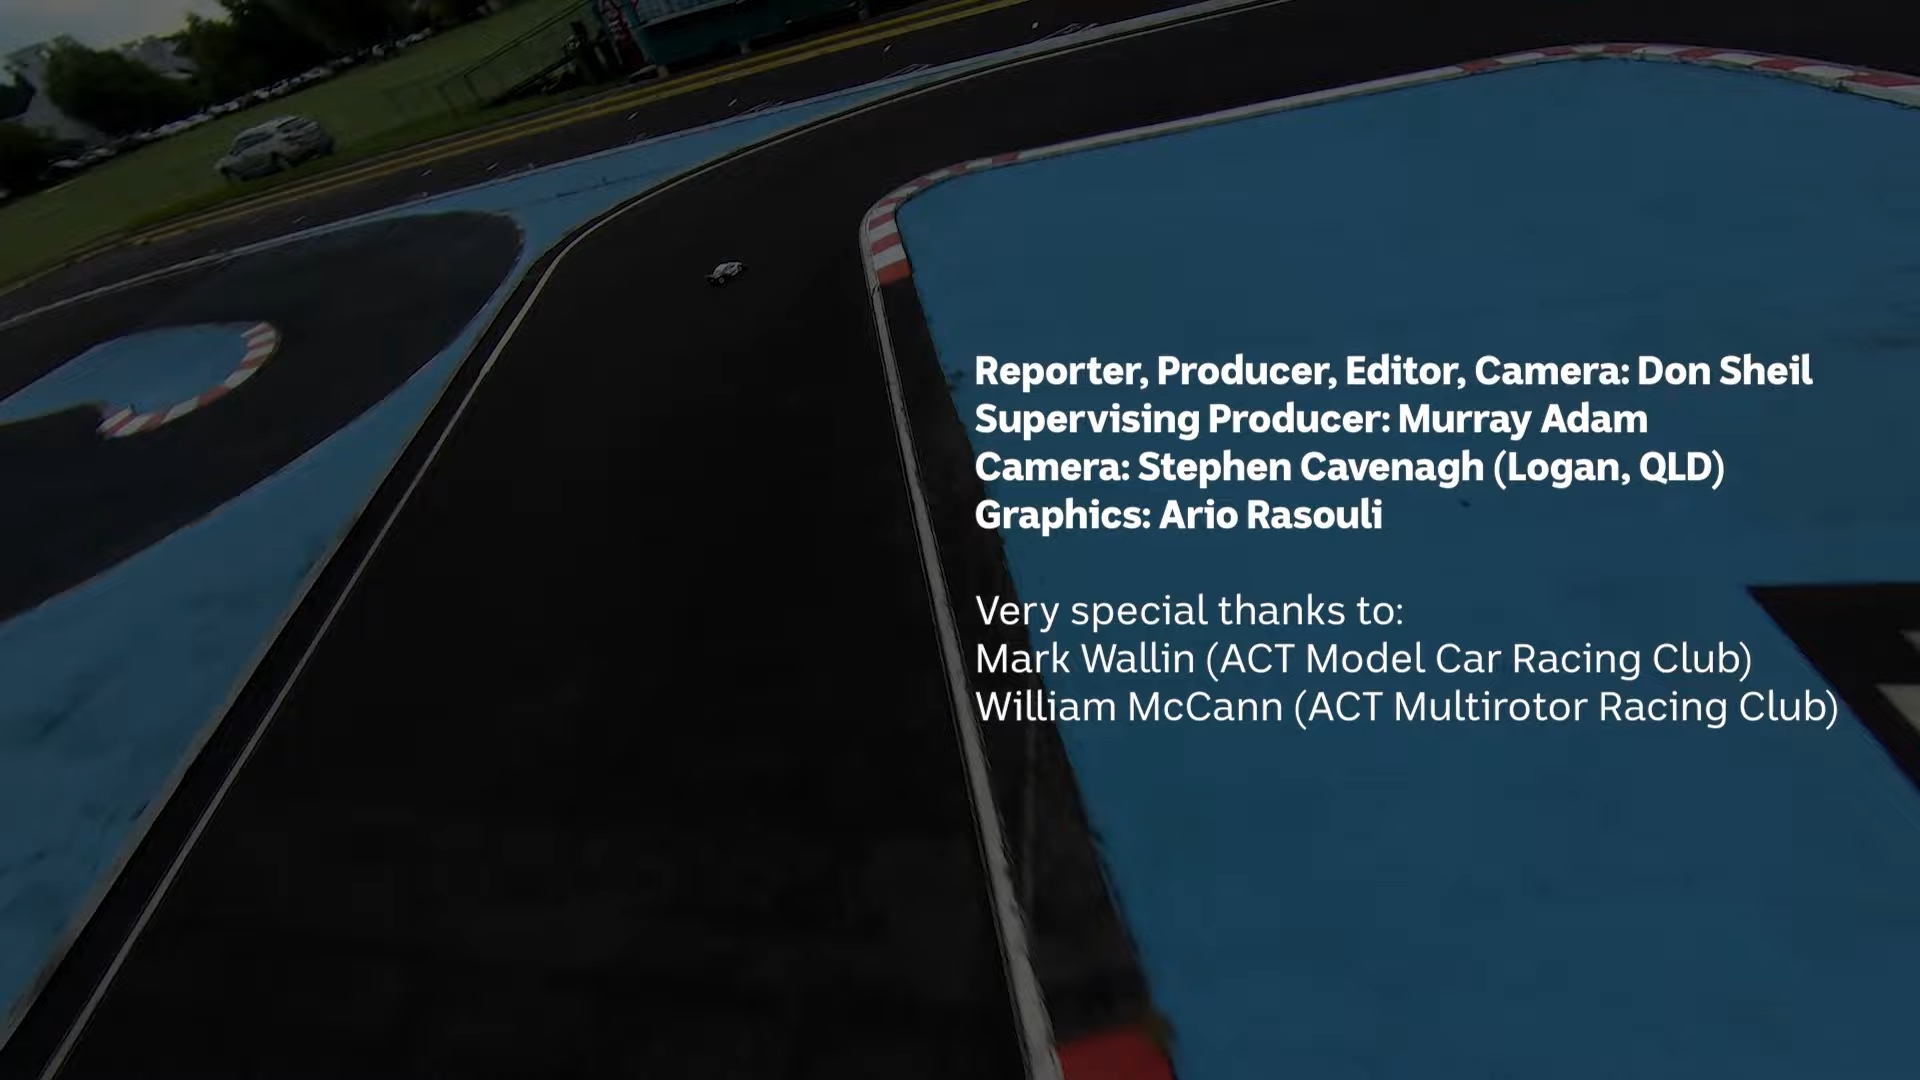 Reporter, Producer, Editor, Camera: Don Sheil
Supervising Producer: Murray Adam
Camera: Stephen Cavenagh (Logan, QLD)
Graphics: Ario Rasouli
Very special thanks to:
Mark Wallin (ACT Model Car Racing Club)
William McCann (ACT Multirotor Racing Club)